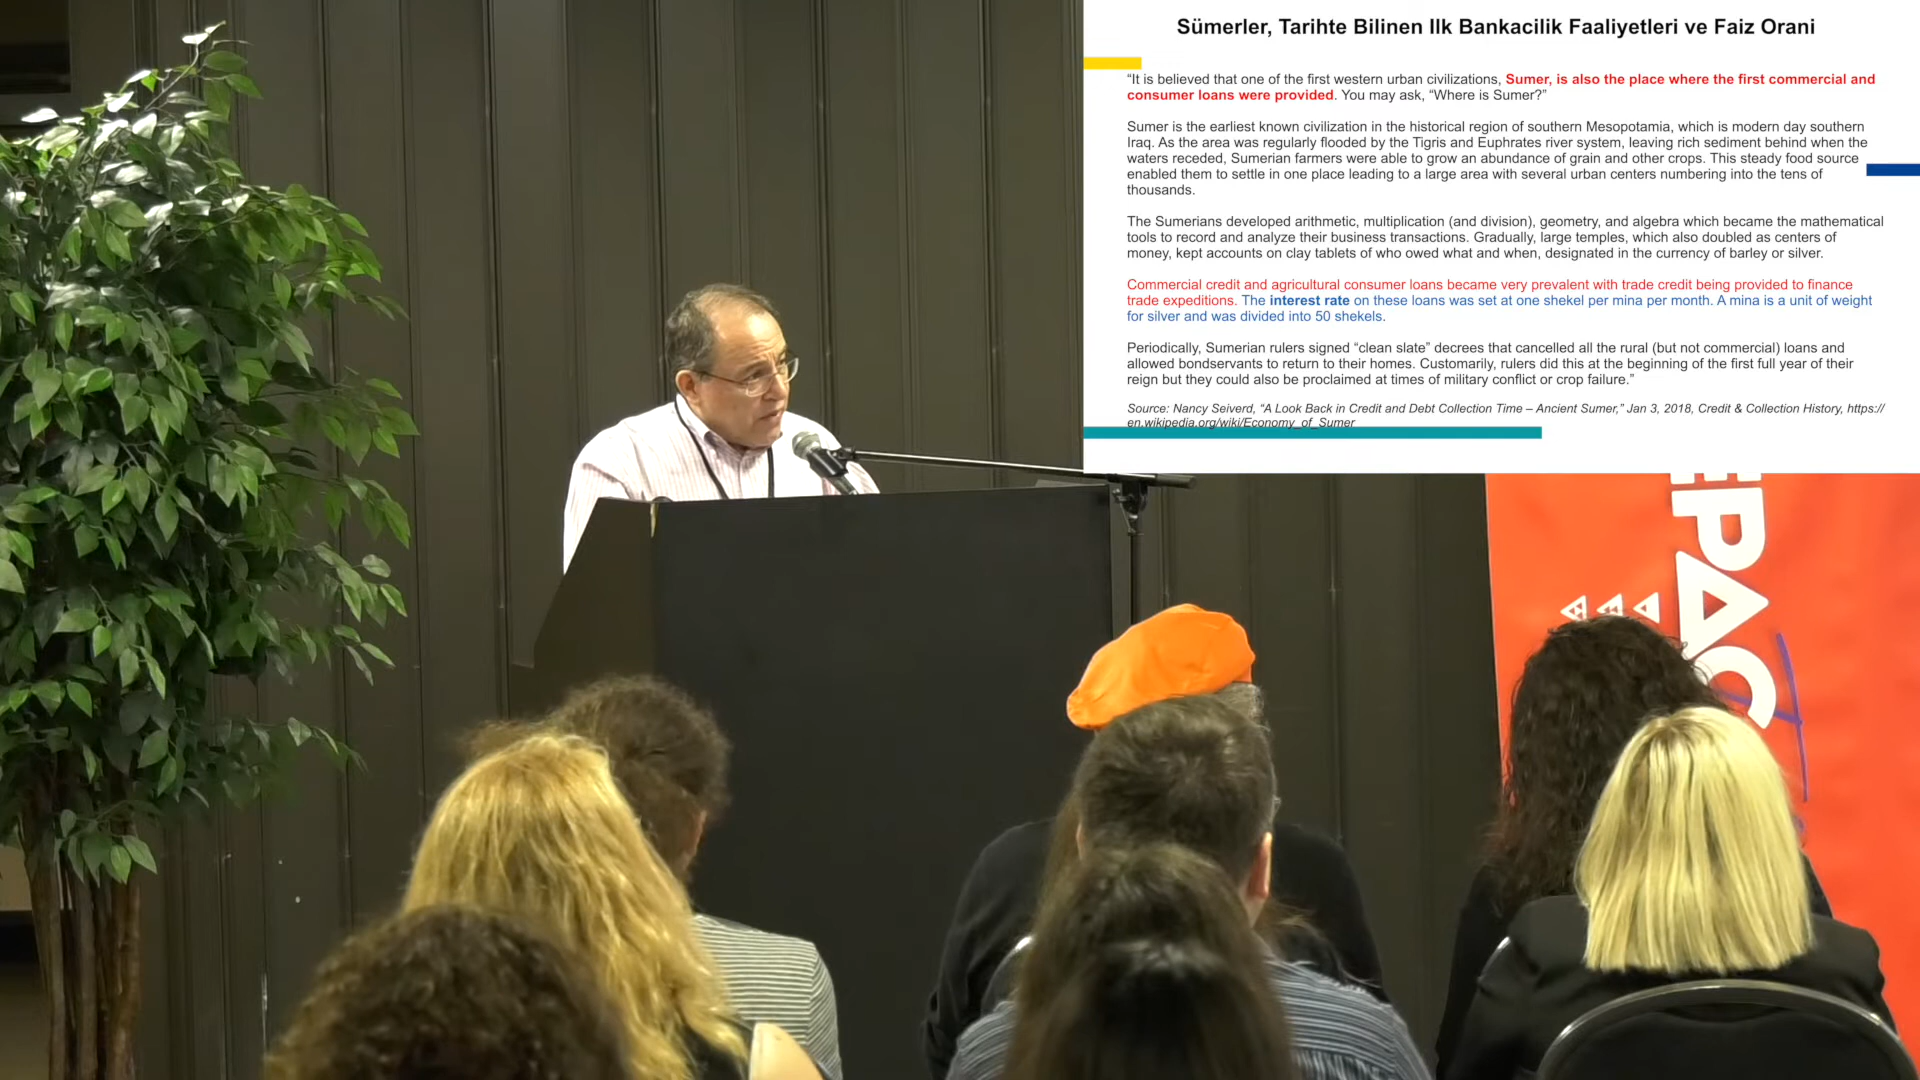 Sümerler, Tarihte Bilinen Ilk Bankacilik Faaliyetleri ve Faiz Orani
“It is believed that one of the first western urban civilizations, Sumer, is also the place where the first commercial and
consumer loans were provided. You may ask, “Where is Sumer?”
Sumer is the earliest known civilization in the historical region of southern Mesopotamia, which is modern day southern
Iraq. As the area was regularly flooded by the Tigris and Euphrates river system, leaving rich sediment behind when the
waters receded, Sumerian farmers were able to grow an abundance of grain and other crops. This steady food source
enabled them to settle in one place leading to a large area with several urban centers numbering into the tens of
thousands.
The Sumerians developed arithmetic, multiplication (and division), geometry, and algebra which became the mathematical
tools to record and analyze their business transactions. Gradually, large temples, which also doubled as centers of
money, kept accounts on clay tablets of who owed what and when, designated in the currency of barley or silver.
Commercial credit and agricultural consumer loans became very prevalent with trade credit being provided to finance
trade expeditions. The interest rate on these loans was set at one shekel per mina per month. A mina is a unit of weight
for silver and was divided into 50 shekels.
Periodically, Sumerian rulers signed “clean slate” decrees that cancelled all the rural (but not commercial) loans and
allowed bondservants to return to their homes. Customarily, rulers did this at the beginning of the first full year of their
reign but they could also be proclaimed at times of military conflict or crop failure.”
Source: Nancy Seiverd, “A Look Back in Credit and Debt Collection Time – Ancient Sumer,” Jan 3, 2018, Credit & Collection History, https://
en.wikipedia.org/wiki/Economy_of_Sumer
EPAC